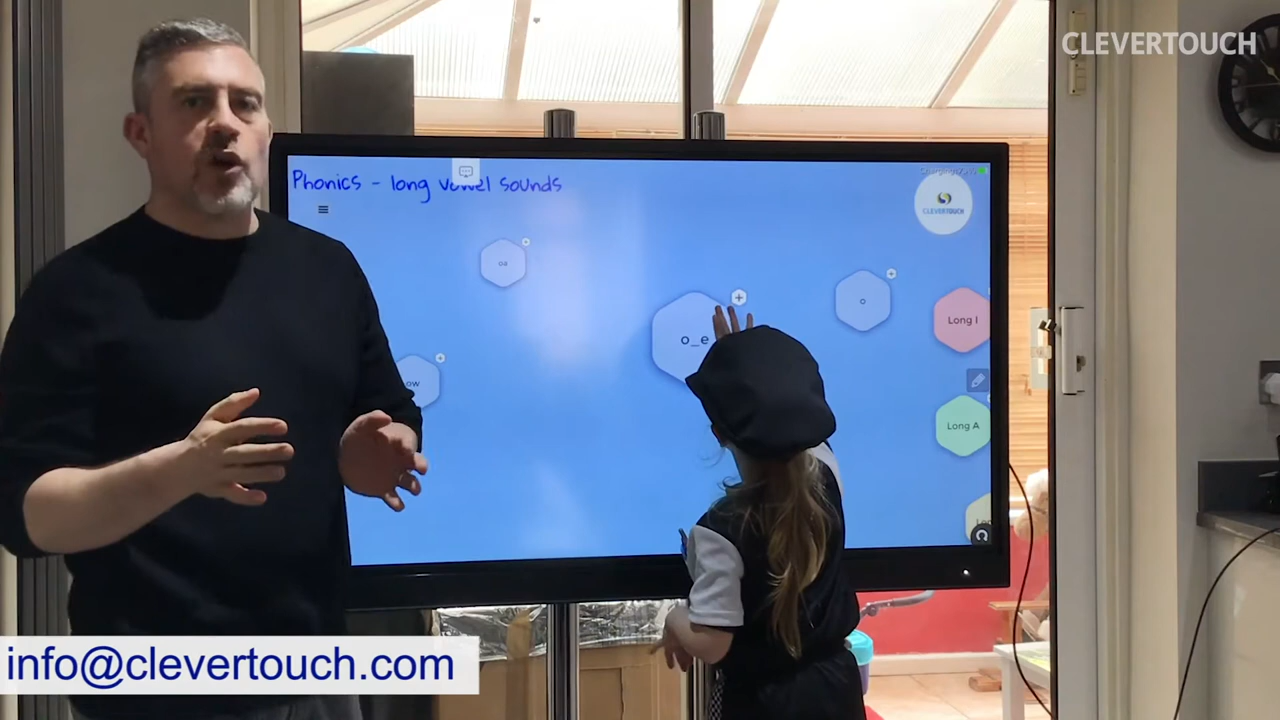 CLEVERTOUCH
Phonics - long vowel sounds
CLEVERTOUCH
oa
o_e
o
Long I
ow
Long A
info@clevertouch.com